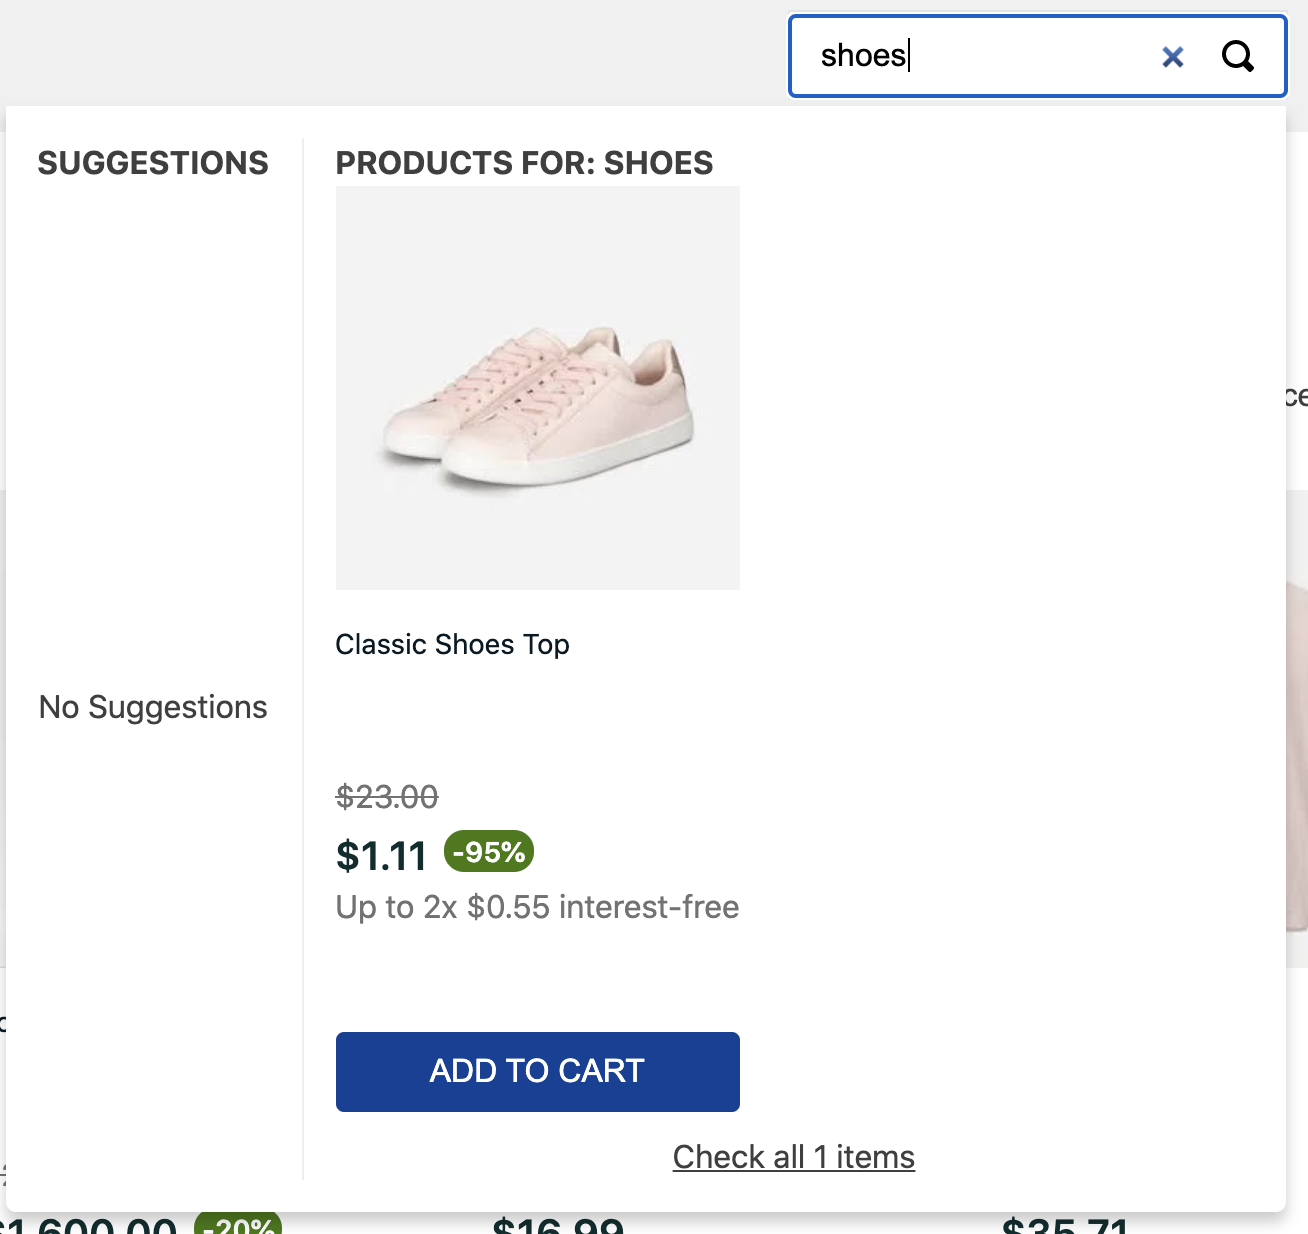 shoes
SUGGESTIONS
PRODUCTS FOR: SHOES
Classic Shoes Top
No Suggestions
$23.00
$1.11 -95%
Up to 2x $0.55 interest-free
ADD TO CART
Check all 1 items
$1,600.00 -20%
$16.99
$35.71